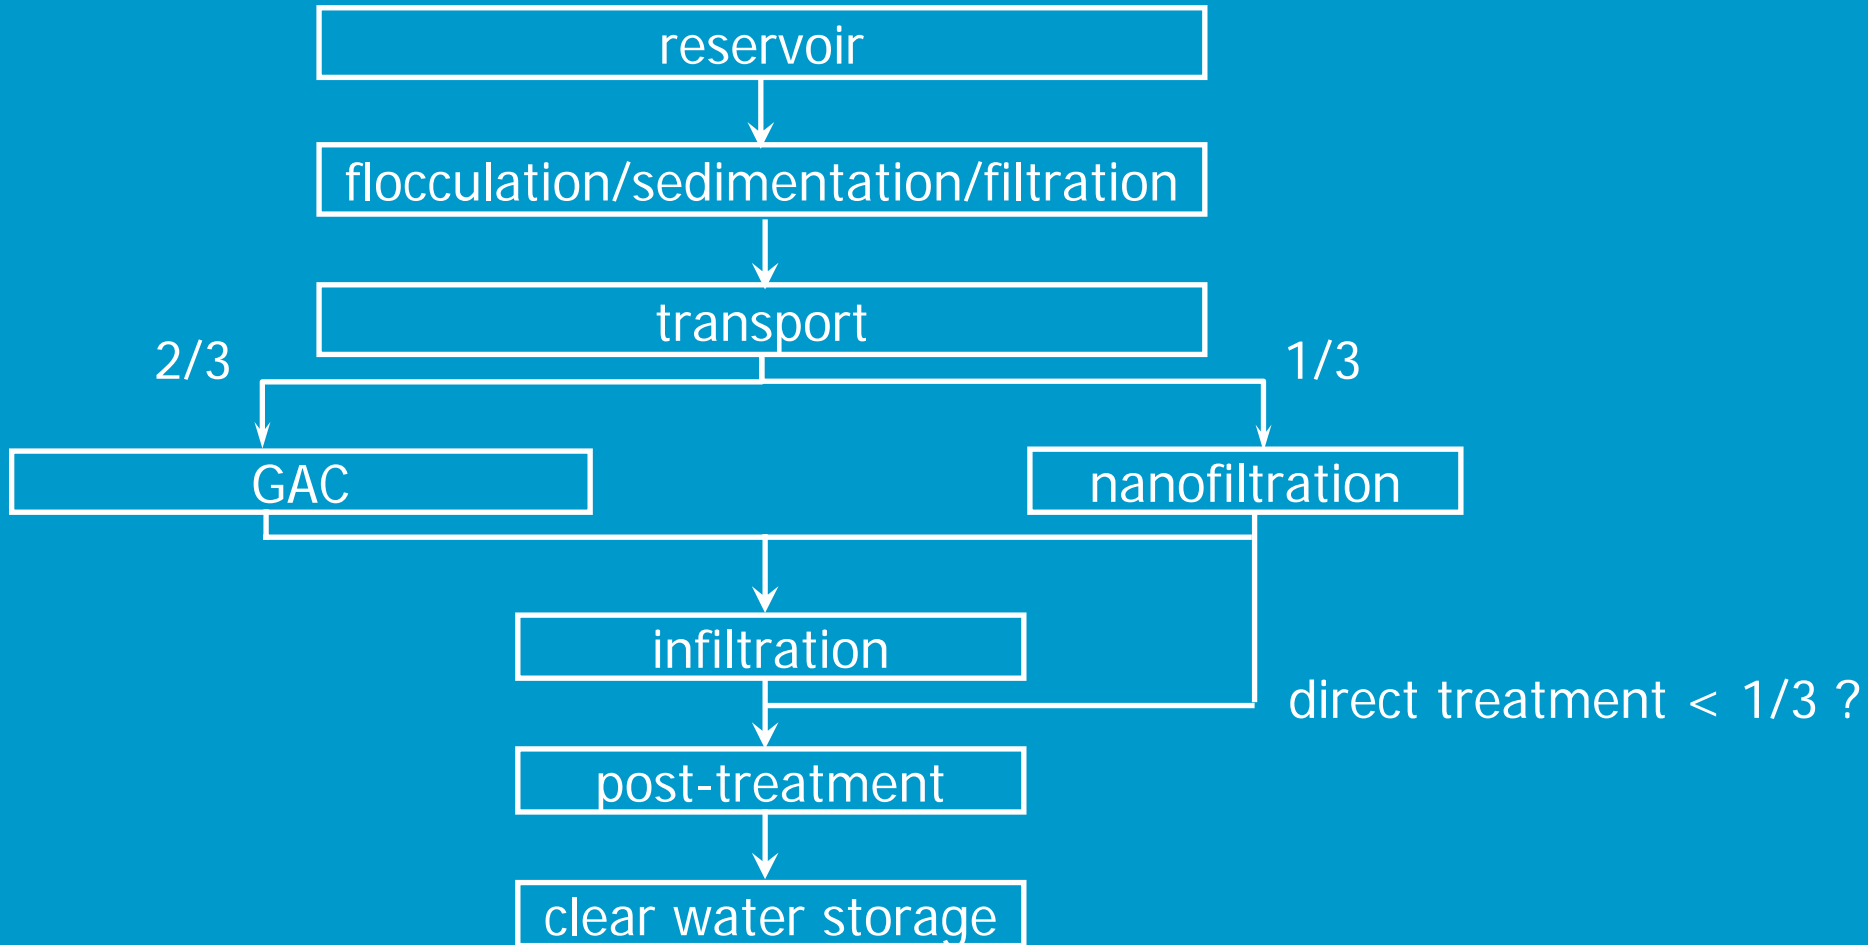 reservoir
flocculation/sedimentation/filtration
transport
2/3
1/3
GAC
nanofiltration
infiltration
direct treatment < 1/3 ?
post-treatment
clear water storage